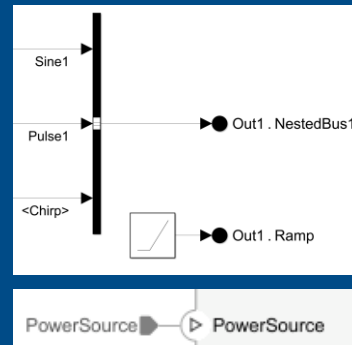 Sine1
Pulse1
Out1 . NestedBus1
<Chirp>
Out1 . Ramp
PowerSource PowerSource